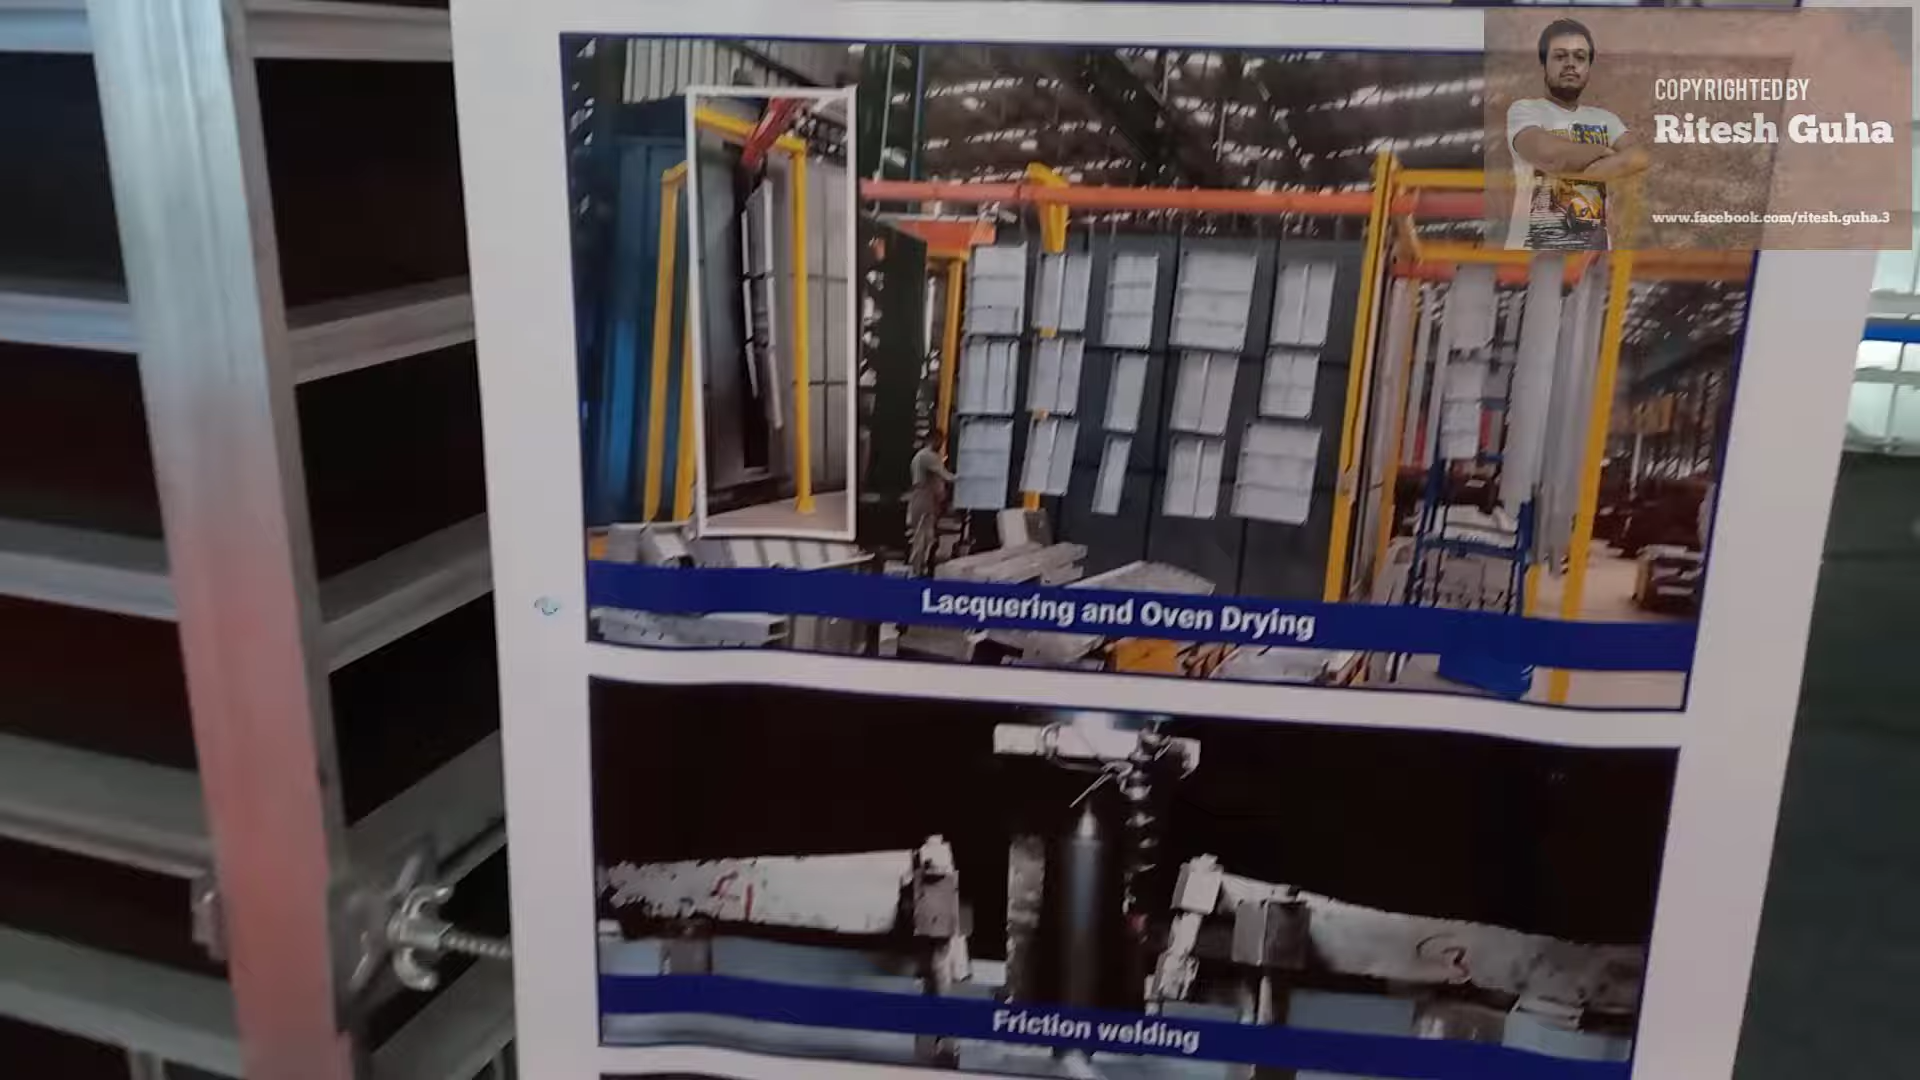 COPYRIGHTED BY
Ritesh Guha
www.facebook.com/ritesh.guha.3
Lacquering and Oven Drying
Friction welding